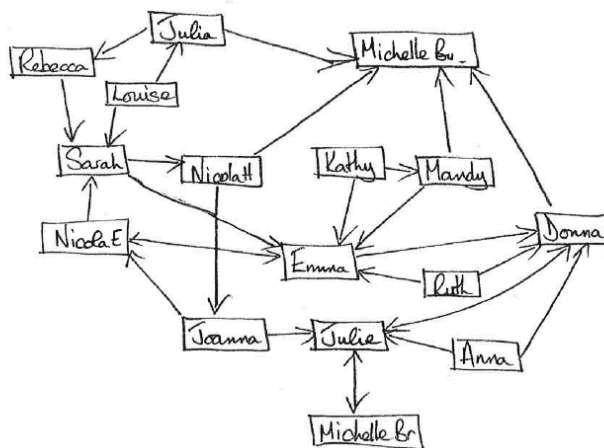 Julia
Michelle Bu.
Rebecca
Louise
Sarah
Nicola H
Kathy
Mandy
Nicola E
Emma
Donna
Ruth
Joanna
Julie
Anna
Michelle Br